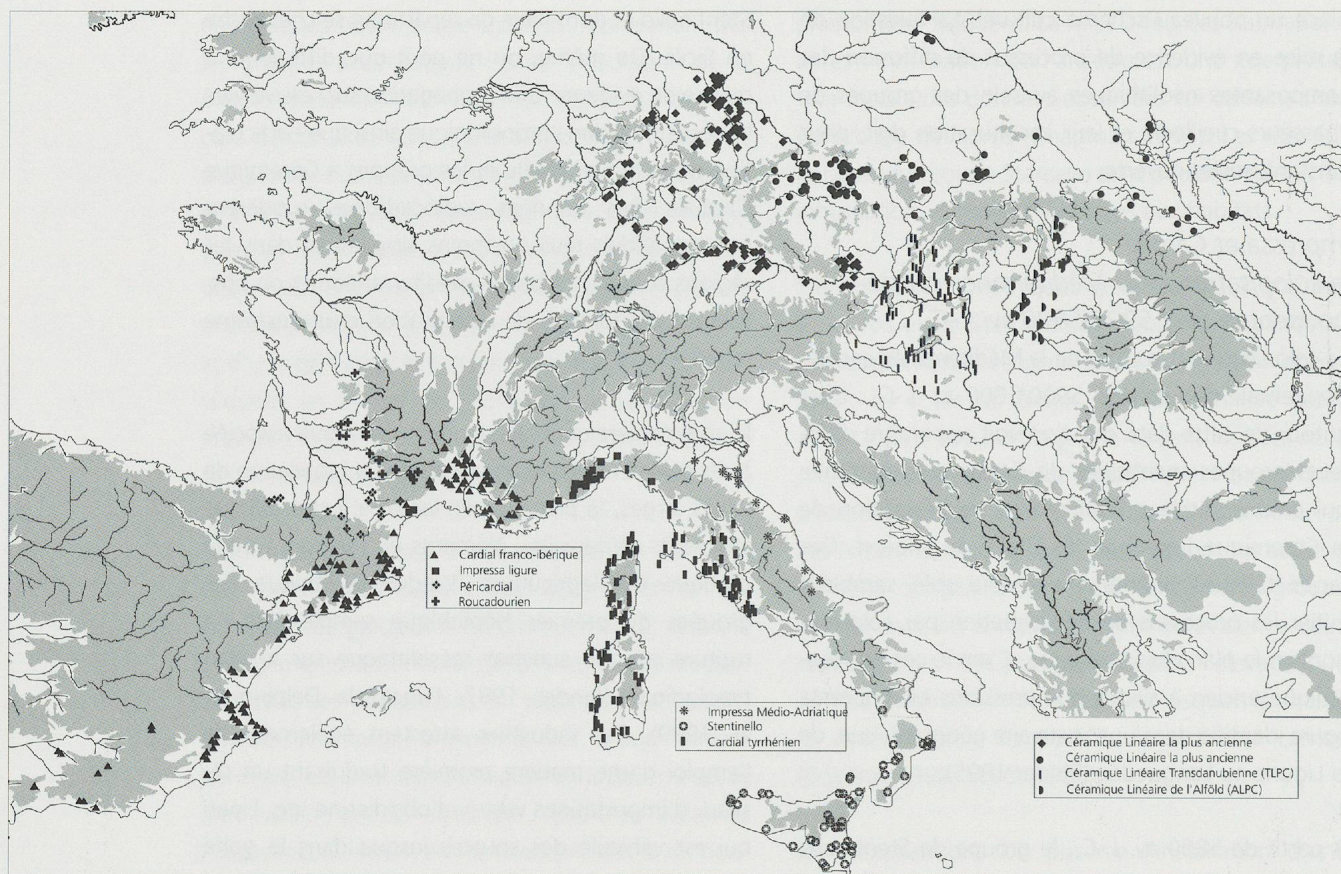 Cardial franco-ibérique
Impressa ligure
Péricardial
Roucadourien
Impressa Médio-Adriatique
Stentinello
Cardial tyrrhénien
Céramique Linéaire la plus ancienne
Céramique Linéaire la plus ancienne
Céramique Linéaire Transdanubienne (TLPC)
Céramique Linéaire de l'Alföld (ALPC)